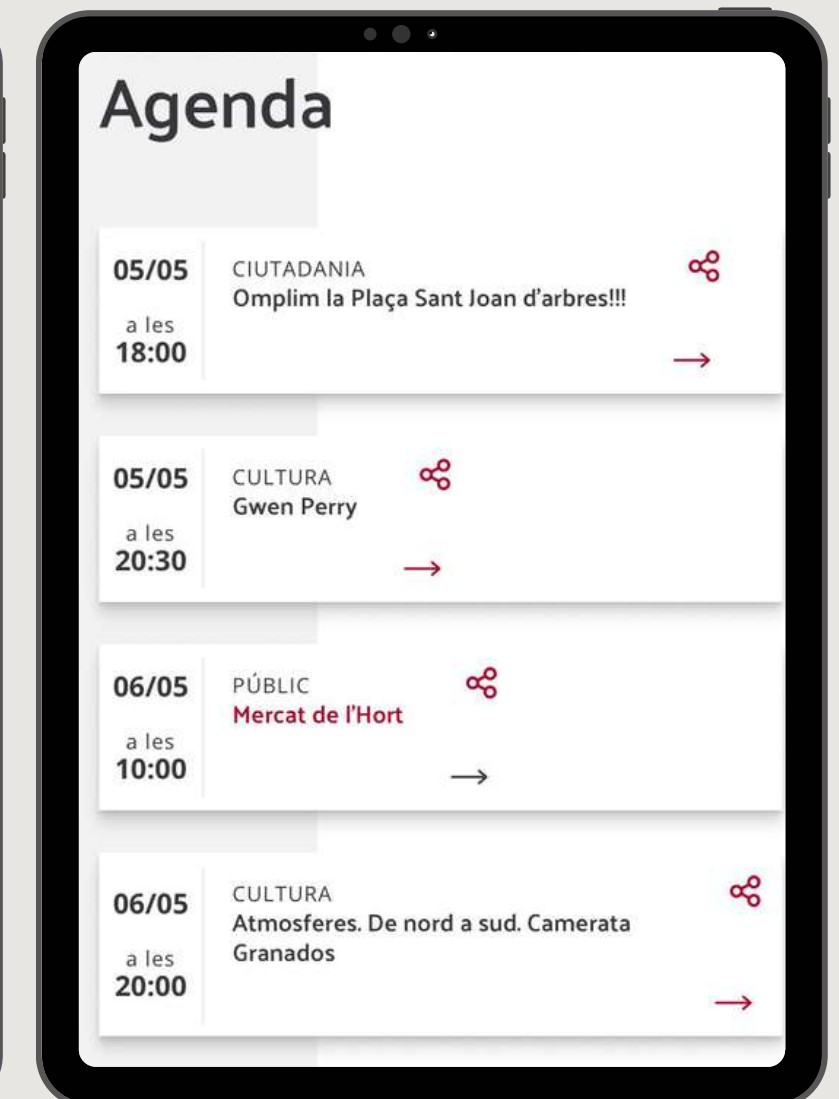 Agenda
05/05
a les
18:00
CIUTADANIA
Omplim la Plaça Sant Joan d'arbres!!!
05/05
a les
20:30
CULTURA
Gwen Perry
06/05
a les
10:00
PÚBLIC
Mercat de l'Hort
06/05
a les
20:00
CULTURA
Atmosferes. De nord a sud. Camerata
Granados